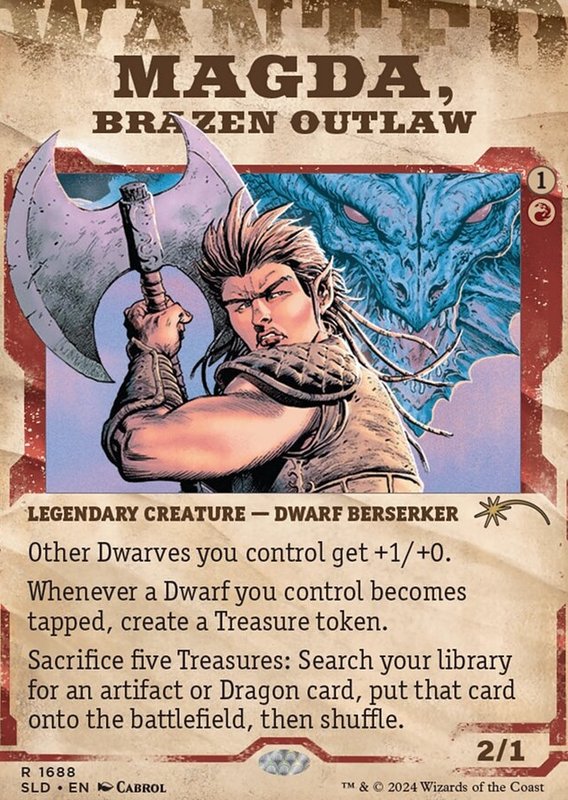 WANTED
MAGDA,
BRAZEN OUTLAW
1
LEGENDARY CREATURE — DWARF BERSERKER
Other Dwarves you control get +1/+0.
Whenever a Dwarf you control becomes
tapped, create a Treasure token.
Sacrifice five Treasures: Search your library
for an artifact or Dragon card, put that card
onto the battlefield, then shuffle.
2/1
R 1688
SLD • EN CABROL
™ & © 2024 Wizards of the Coast